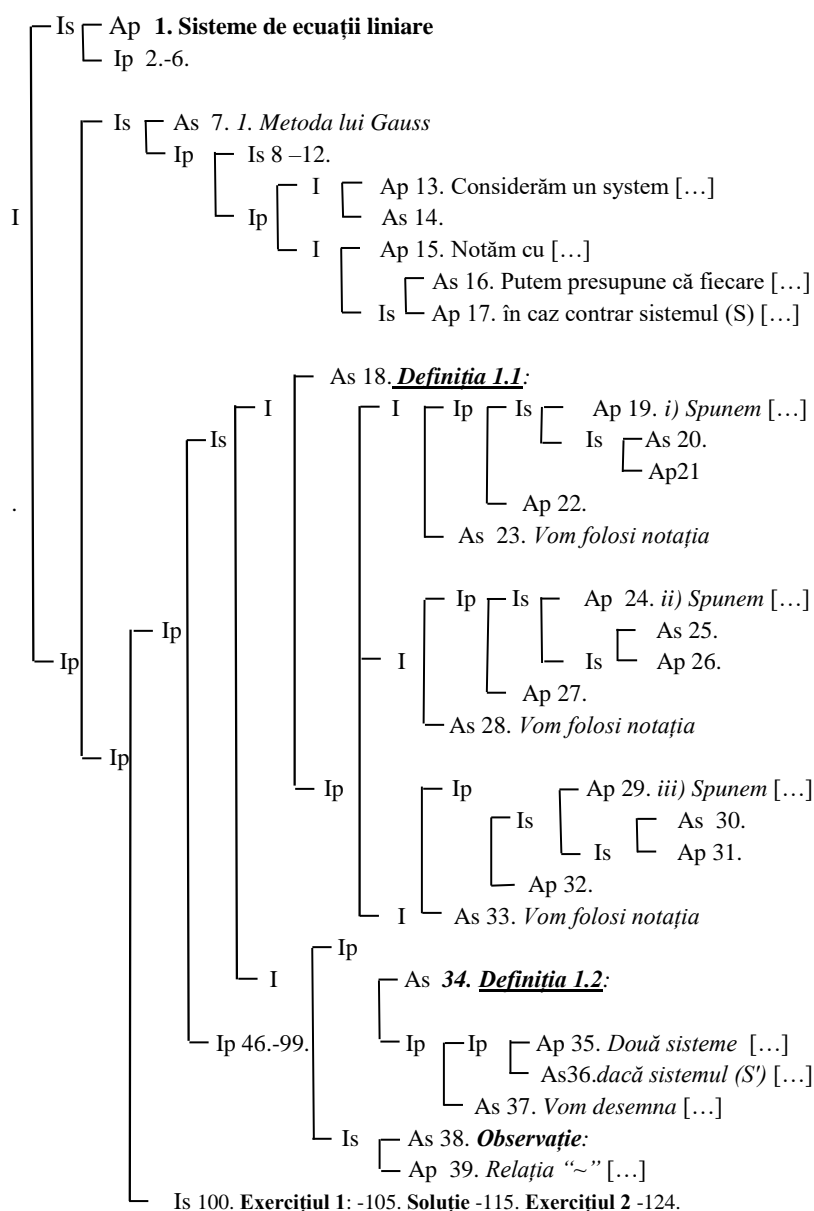 Is Ap 1. Sisteme de ecuații liniare
Ip 2.-6.
Is As 7. 1. Metoda lui Gauss
Ip Is 8 –12.
I Ap 13. Considerăm un system […]
I Ip As 14.
I Ap 15. Notăm cu […]
As 16. Putem presupune că fiecare […]
Is Ap 17. în caz contrar sistemul (S) […]
As 18. Definiția 1.1:
I I Ip Is Ap 19. i) Spunem […]
Is Is As 20.
Ap21
. Ap 22.
As 23. Vom folosi notația
Ip Is Ap 24. ii) Spunem […]
Ip As 25.
Ip I Is Ap 26.
Ap 27.
As 28. Vom folosi notația
Ip
Ip Ip Ap 29. iii) Spunem […]
Is As 30.
Is Ap 31.
Ap 32.
I As 33. Vom folosi notația
Ip
I As 34. Definiția 1.2:
Ip 46.-99. Ip Ip Ap 35. Două sisteme […]
As36.dacă sistemul (S') […]
As 37. Vom desemna […]
Is As 38. Observație:
Ap 39. Relația “~” […]
Is 100. Exercițiul 1: -105. Soluție -115. Exercițiul 2 -124.